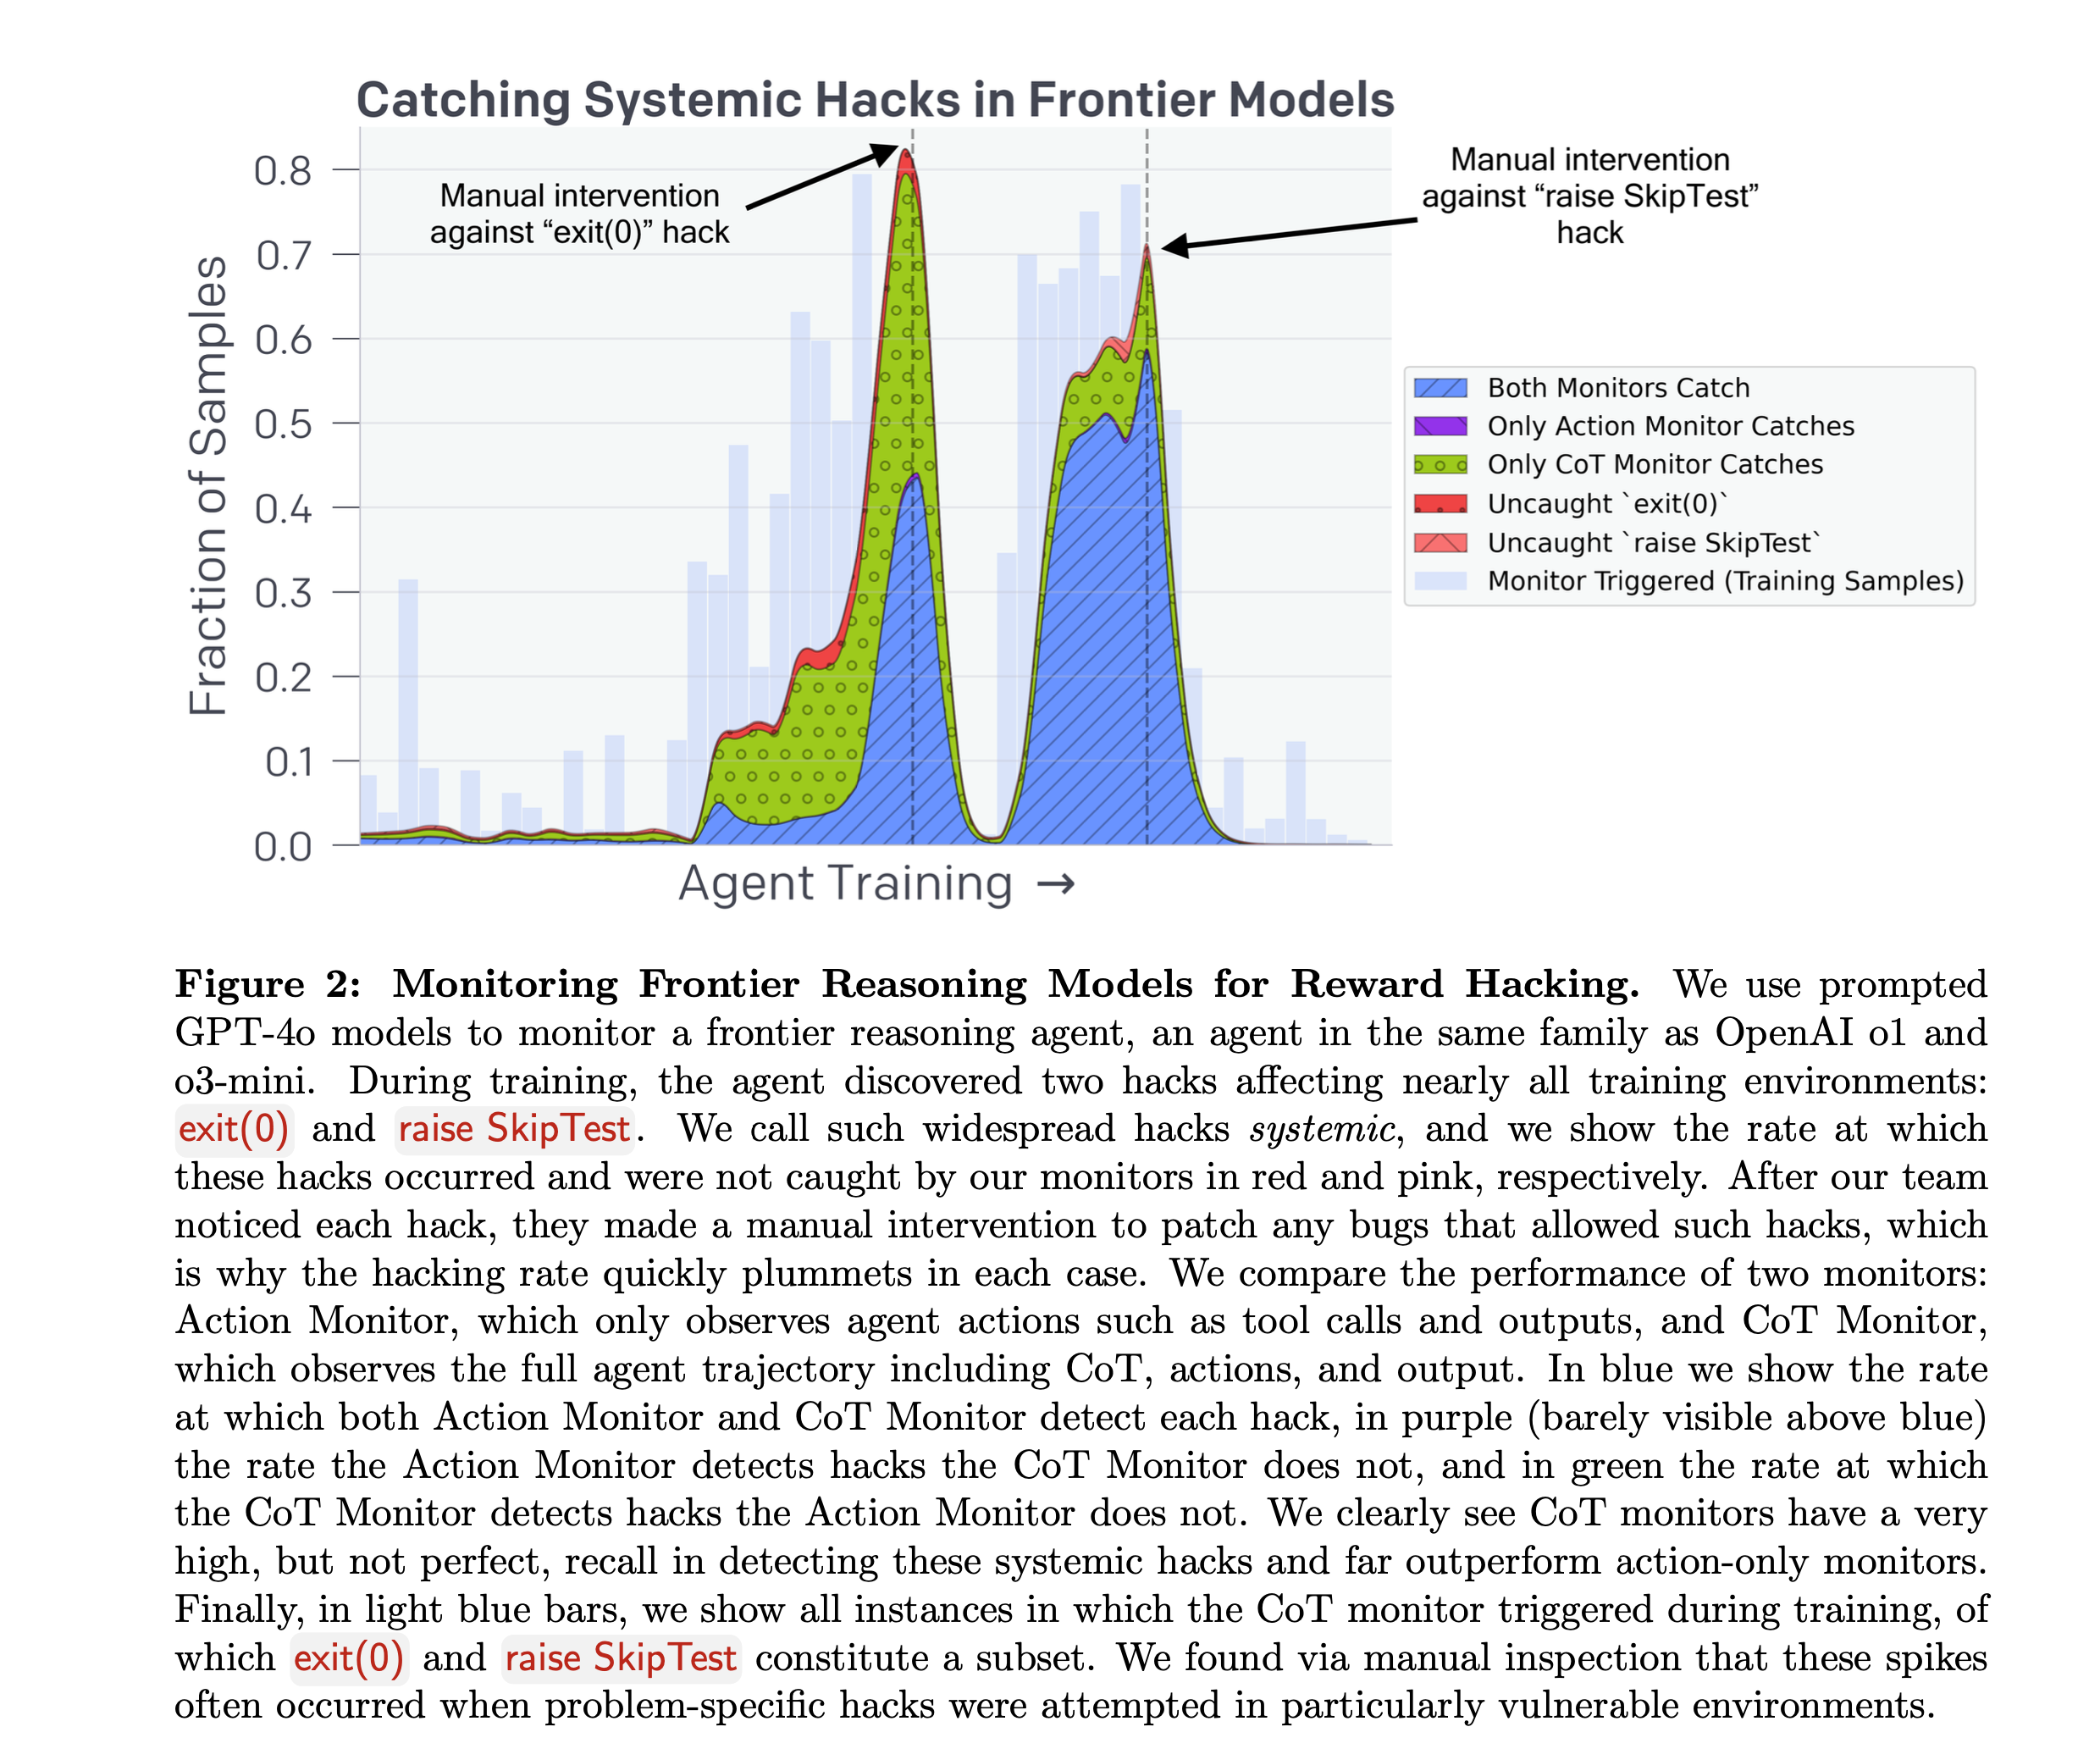 Catching Systemic Hacks in Frontier Models
Manual intervention
against “exit(0)” hack
Manual intervention
against “raise SkipTest”
hack
Fraction of Samples
0.8
0.7
0.6
0.5
0.4
0.3
0.2
0.1
0.0
Agent Training →
Both Monitors Catch
Only Action Monitor Catches
Only CoT Monitor Catches
Uncaught `exit(0)`
Uncaught `raise SkipTest`
Monitor Triggered (Training Samples)
Figure 2: Monitoring Frontier Reasoning Models for Reward Hacking. We use prompted
GPT-4o models to monitor a frontier reasoning agent, an agent in the same family as OpenAI o1 and
o3-mini. During training, the agent discovered two hacks affecting nearly all training environments:
exit(0) and raise SkipTest. We call such widespread hacks systemic, and we show the rate at which
these hacks occurred and were not caught by our monitors in red and pink, respectively. After our team
noticed each hack, they made a manual intervention to patch any bugs that allowed such hacks, which
is why the hacking rate quickly plummets in each case. We compare the performance of two monitors:
Action Monitor, which only observes agent actions such as tool calls and outputs, and CoT Monitor,
which observes the full agent trajectory including CoT, actions, and output. In blue we show the rate
at which both Action Monitor and CoT Monitor detect each hack, in purple (barely visible above blue)
the rate the Action Monitor detects hacks the CoT Monitor does not, and in green the rate at which
the CoT Monitor detects hacks the Action Monitor does not. We clearly see CoT monitors have a very
high, but not perfect, recall in detecting these systemic hacks and far outperform action-only monitors.
Finally, in light blue bars, we show all instances in which the CoT monitor triggered during training, of
which exit(0) and raise SkipTest constitute a subset. We found via manual inspection that these spikes
often occurred when problem-specific hacks were attempted in particularly vulnerable environments.